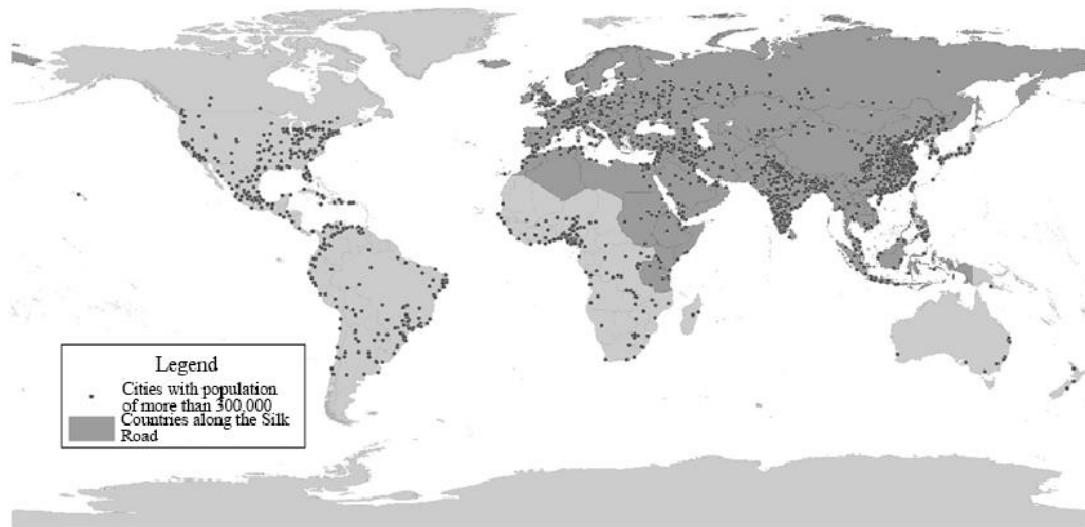 Legend
Cities with population
of more than 300,000
Countries along the Silk
Road